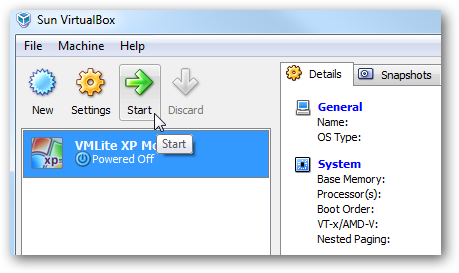 Sun VirtualBox
File Machine Help
New Settings Start Discard
Details Snapshots
VMLite XP Mo
Powered Off
Start
xp
General
Name:
OS Type:
System
Base Memory:
Processor(s):
Boot Order:
VT-x/AMD-V:
Nested Paging: